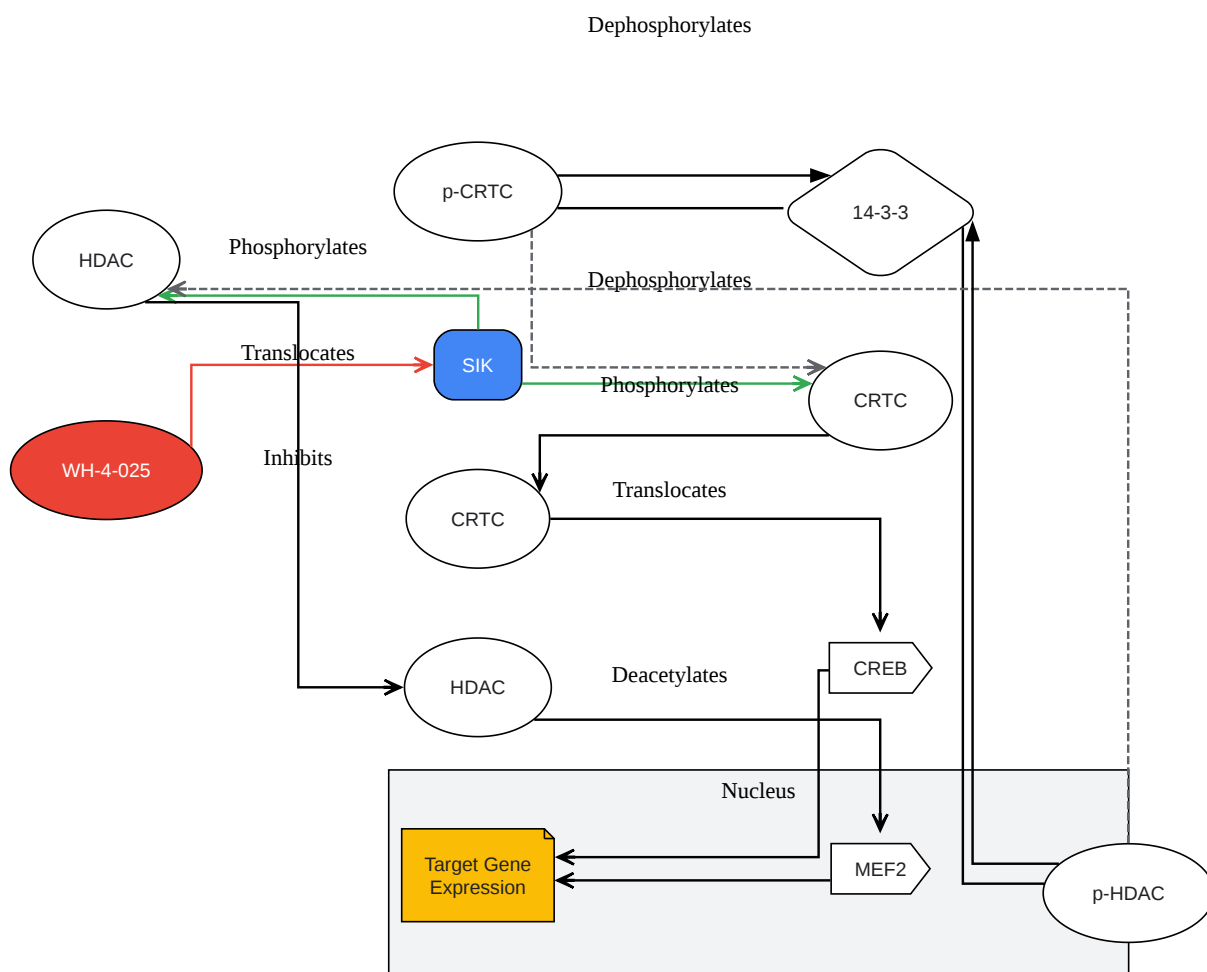 Dephosphorylates
p-CRTC
14-3-3
HDAC
Phosphorylates
Dephosphorylates
Translocates
SIK
Phosphorylates
CRTC
WH-4-025
Inhibits
CRTC
Translocates
HDAC
Deacetylates
CREB
Nucleus
Target Gene
Expression
MEF2
p-HDAC